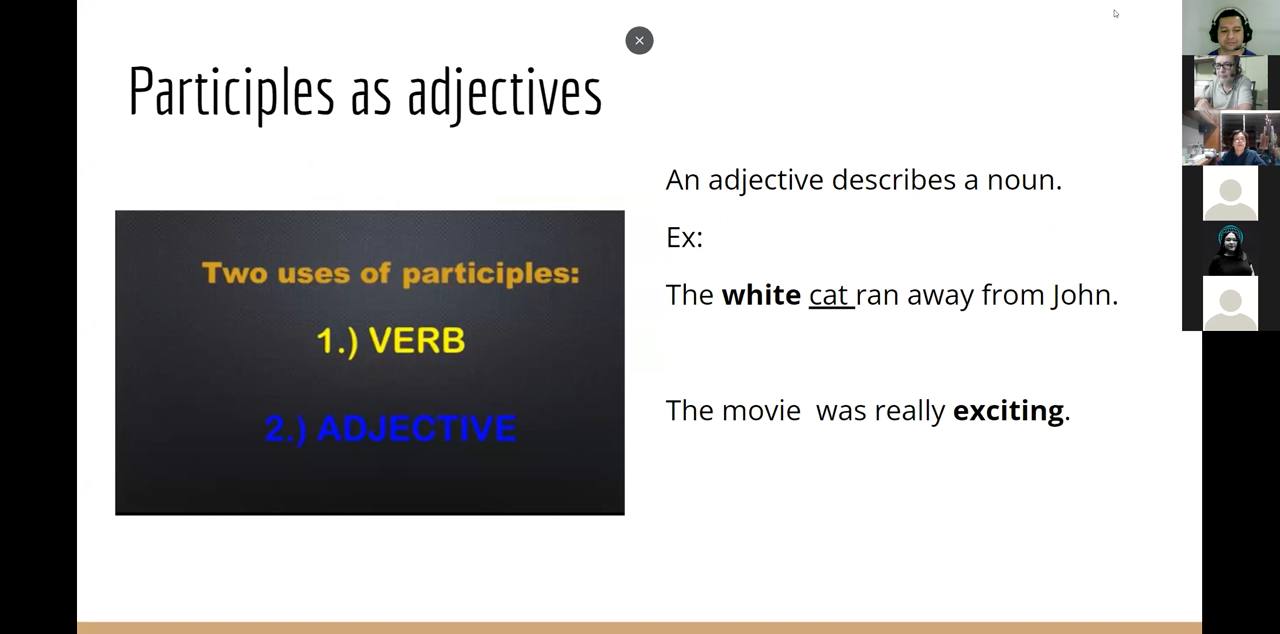 Participles as adjectives
Two uses of participles:
1.) VERB
2.) ADJECTIVE
An adjective describes a noun.
Ex:
The white cat ran away from John.
The movie  was really exciting.